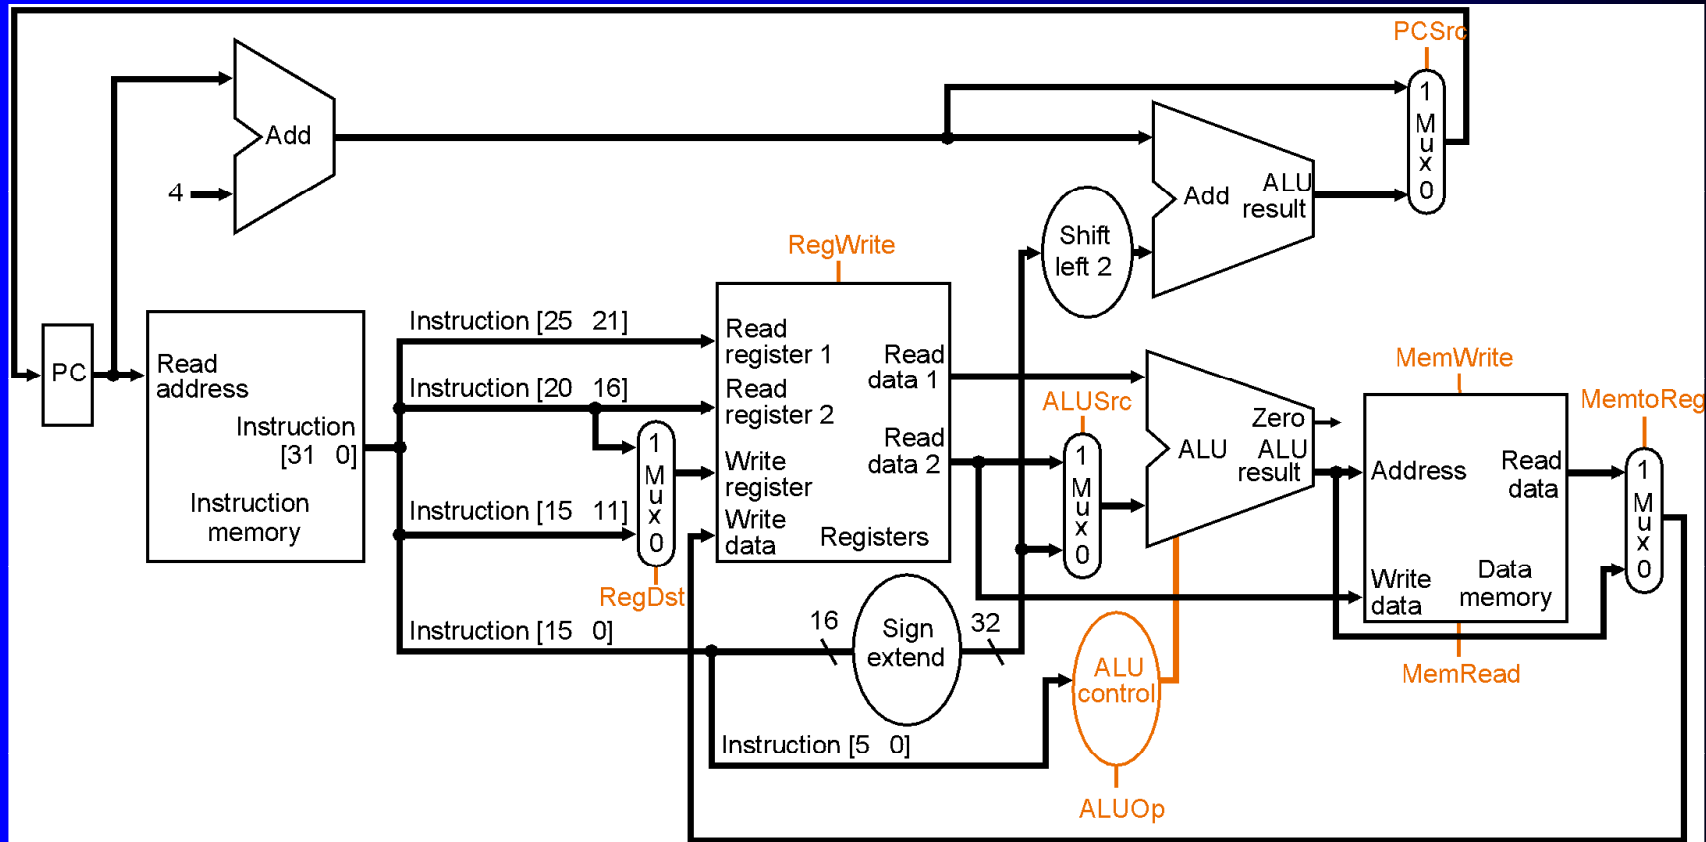 PCSrc
1
M
u
x
0
Add
4
Add
ALU
result
Shift
left 2
RegWrite
PC
Read
address
Instruction
[31 0]
Instruction
memory
Instruction [25 21]
Instruction [20 16]
1
M
u
x
0
Instruction [15 11]
RegDst
Instruction [15 0]
Read
register 1
Read
register 2
Write
register
Write
data
Read
data 1
Read
data 2
Registers
16
Sign
extend
32
Instruction [5 0]
ALUSrc
1
M
u
x
0
Zero
ALU
ALU
result
ALU
control
ALUOp
MemWrite
Address
Read
data
Write
data
Data
memory
MemRead
MemtoReg
1
M
u
x
0